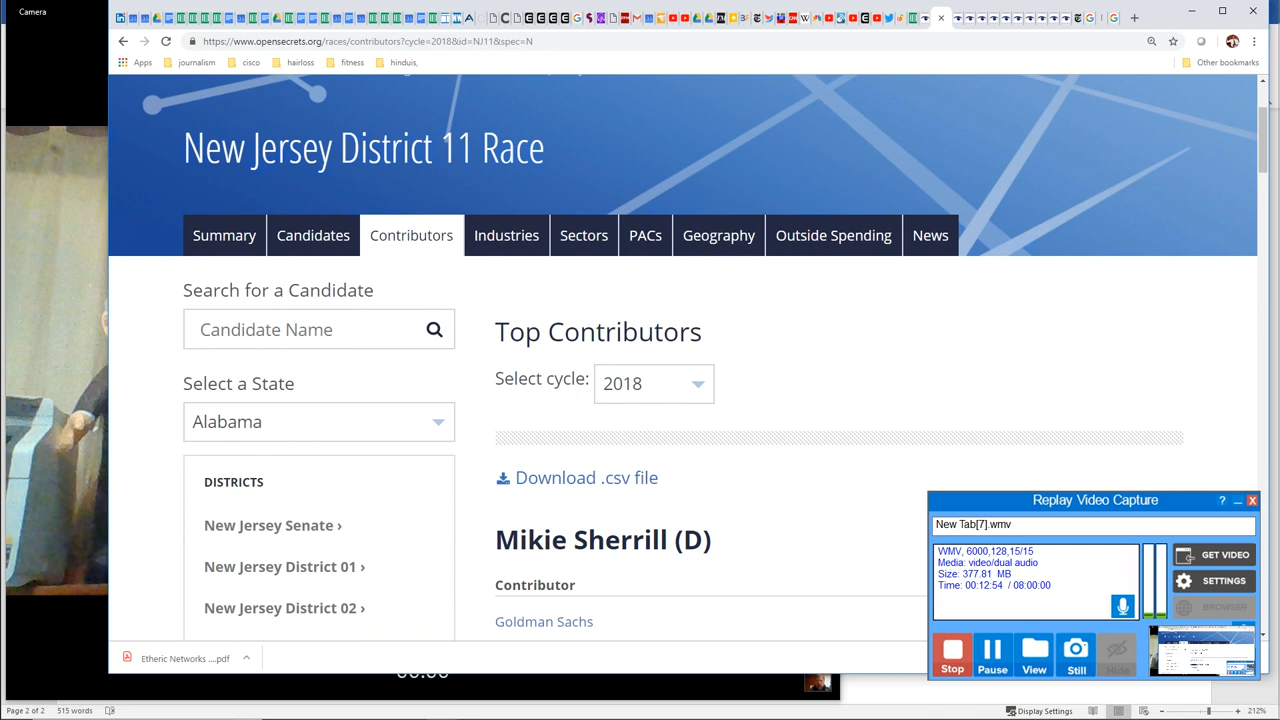 Camera
https://www.opensecrets.org/races/contributors?cycle=2018&id=NJ11&spec=N
Apps journalism cisco hairloss fitness hinduis, Other bookmarks
New Jersey District 11 Race
Summary Candidates Contributors Industries Sectors PACs Geography Outside Spending News
Search for a Candidate
Candidate Name
Top Contributors
Select cycle: 2018
Select a State
Alabama
Download .csv file
DISTRICTS
New Jersey Senate ›
New Jersey District 01 ›
New Jersey District 02 ›
Mikie Sherrill (D)
Contributor
Goldman Sachs
Replay Video Capture
New Tab[7].wmv
WMV, 6000,128,15/15
Media: video/dual audio
Size: 377.81 MB
Time: 00:12:54 / 08:00:00
GET VIDEO
SETTINGS
BROWSER
Stop Pause View Still Hide
Etheric Networks ....pdf
00:00
Page 2 of 2 515 words Display Settings 212%